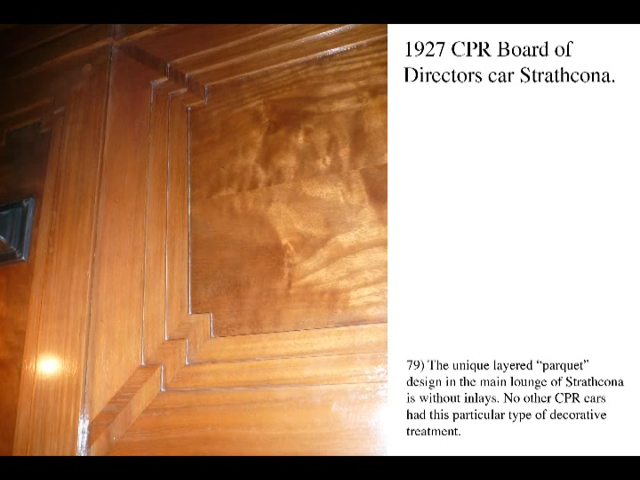 1927 CPR Board of
Directors car Strathcona.
79) The unique layered “parquet”
design in the main lounge of Strathcona
is without inlays. No other CPR cars
had this particular type of decorative
treatment.